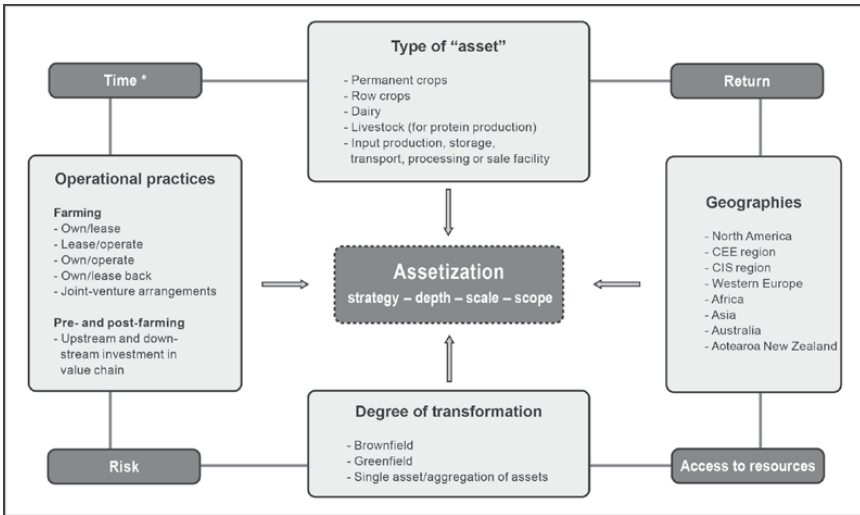 Type of “asset”
- Permanent crops
- Row crops
- Dairy
- Livestock (for protein production)
- Input production, storage,
transport, processing or sale facility
Time *
Return
Operational practices
Farming
- Own/lease
- Lease/operate
- Own/operate
- Own/lease back
- Joint-venture arrangements
Pre- and post-farming
- Upstream and down-
stream investment in
value chain
Assetization
strategy – depth – scale – scope
Geographies
- North America
- CEE region
- CIS region
- Western Europe
- Africa
- Asia
- Australia
- Aotearoa New Zealand
Degree of transformation
- Brownfield
- Greenfield
- Single asset/aggregation of assets
Risk
Access to resources